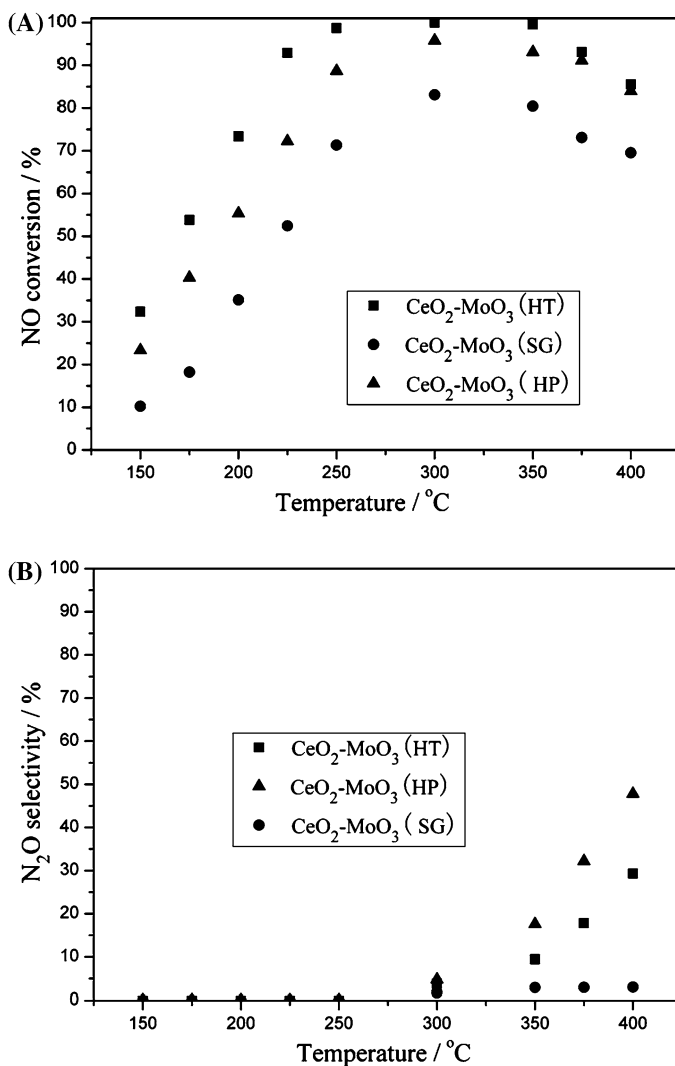 (A)
100
90
80
70
60
50
40
30
20
10
0
NO conversion / %
CeO₂-MoO₃ (HT)
CeO₂-MoO₃ (SG)
CeO₂-MoO₃ ( HP)
150 200 250 300 350 400
Temperature / °C
(B)
100
90
80
70
60
50
40
30
20
10
0
N₂O selectivity / %
CeO₂-MoO₃ (HT)
CeO₂-MoO₃ (HP)
CeO₂-MoO₃ ( SG)
150 200 250 300 350 400
Temperature / °C